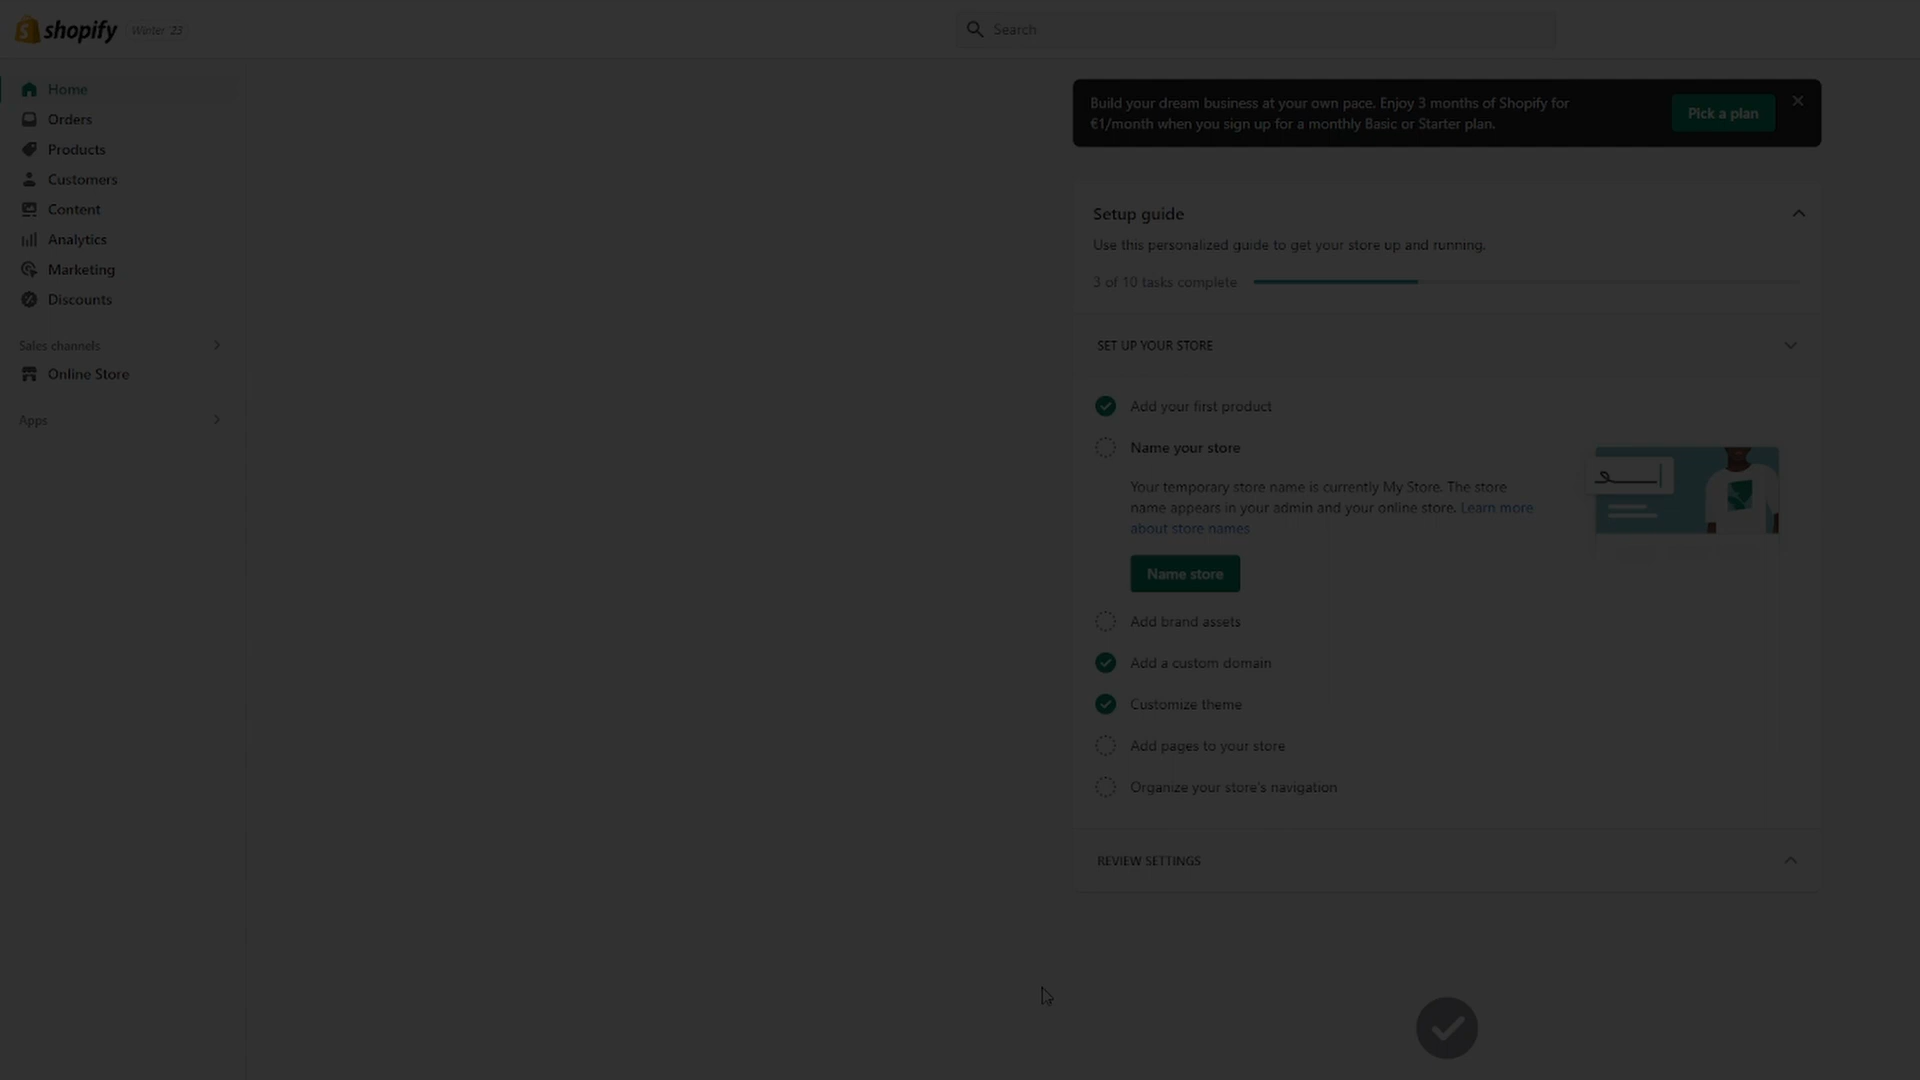 shopify
Winter '23
Search
Home
Orders
Products
Customers
Content
Analytics
Marketing
Discounts
Sales channels
Online Store
Apps
Build your dream business at your own pace. Enjoy 3 months of Shopify for
€1/month when you sign up for a monthly Basic or Starter plan.
Pick a plan
Setup guide
Use this personalized guide to get your store up and running.
3 of 10 tasks complete
SET UP YOUR STORE
Add your first product
Name your store
Your temporary store name is currently My Store. The store
name appears in your admin and your online store. Learn more
about store names
Name store
Add brand assets
Add a custom domain
Customize theme
Add pages to your store
Organize your store's navigation
REVIEW SETTINGS